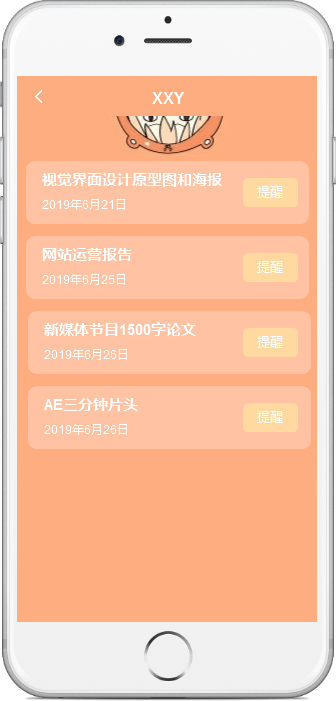 XXY
视觉界面设计原型图和海报
2019年6月21日
提醒
网站运营报告
2019年6月25日
提醒
新媒体节目1500字论文
2019年6月26日
提醒
AE三分钟片头
2019年6月26日
提醒